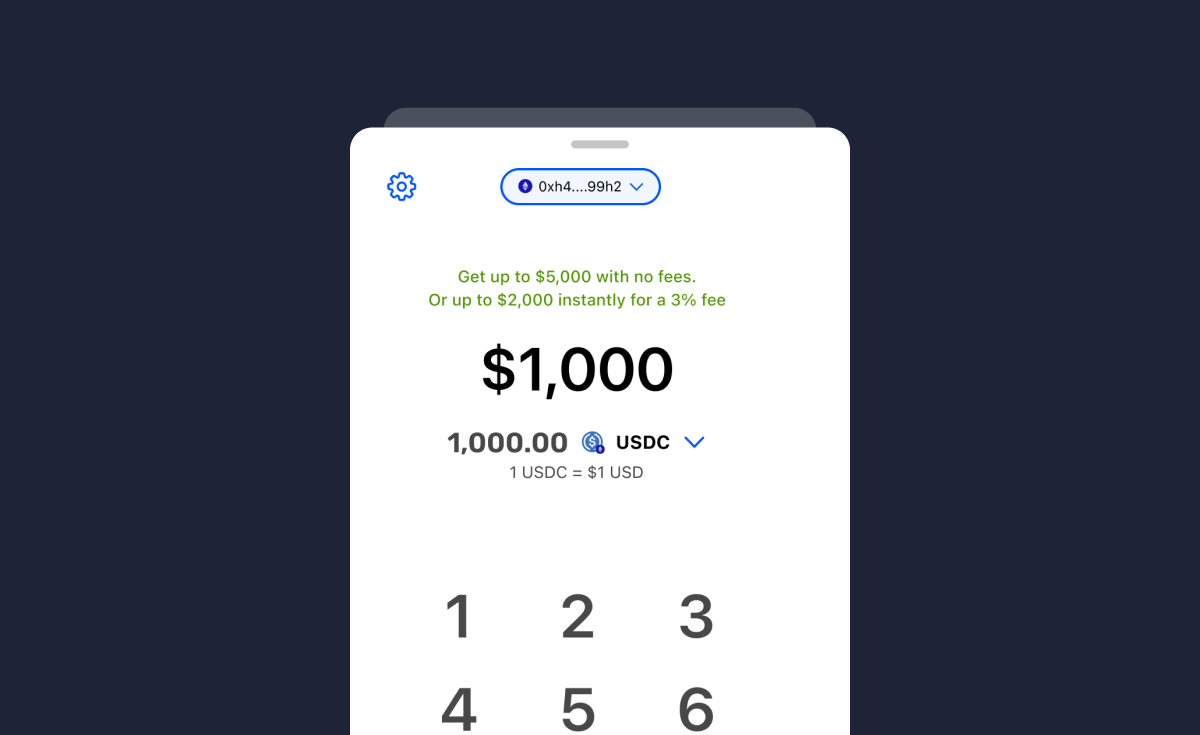 0xh4....99h2
Get up to $5,000 with no fees.
Or up to $2,000 instantly for a 3% fee
$1,000
1,000.00 USDC
1 USDC = $1 USD
1 2 3
4 5 6